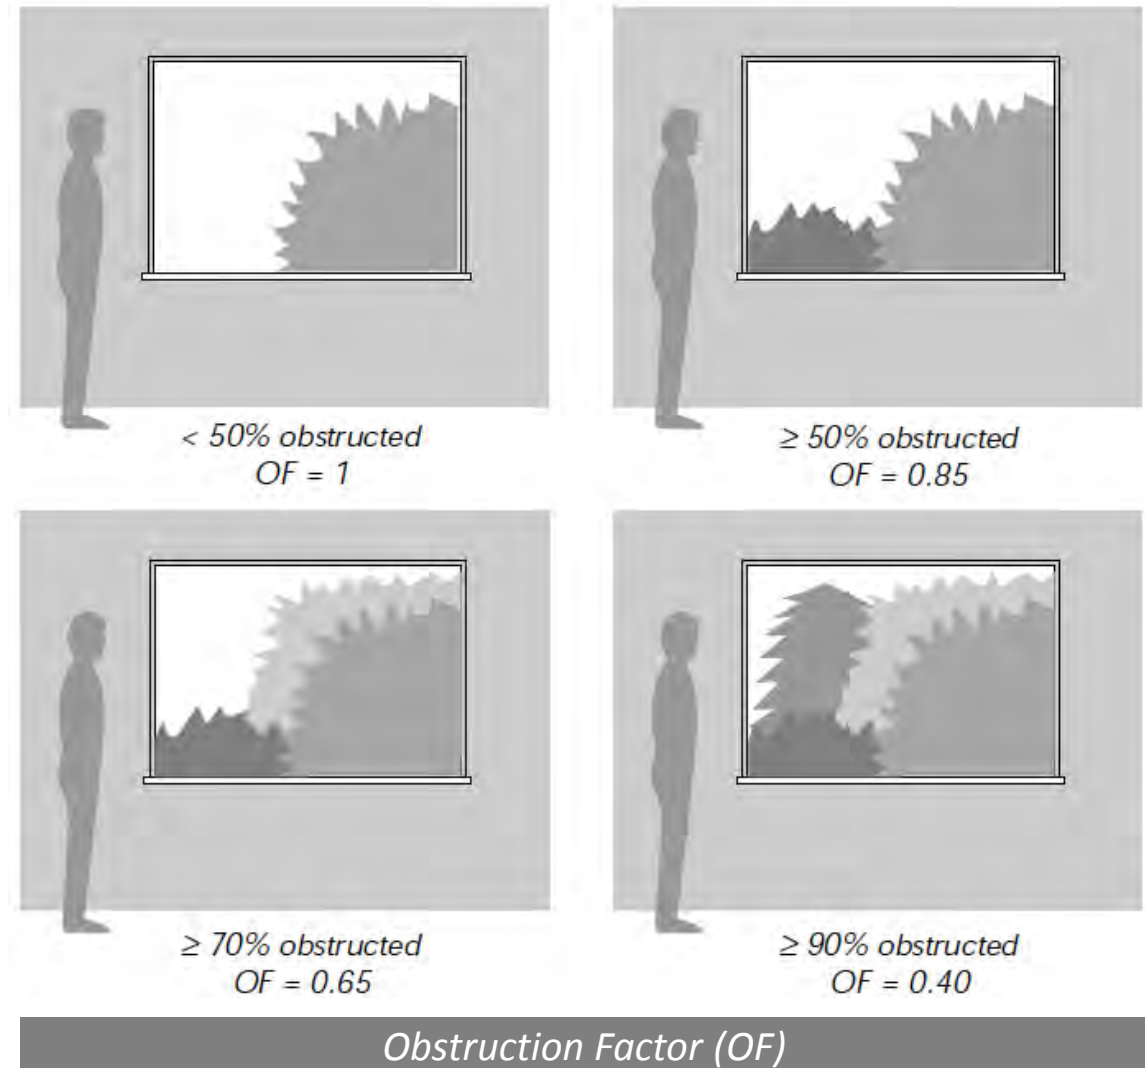 < 50% obstructed
OF = 1
≥ 50% obstructed
OF = 0.85
≥ 70% obstructed
OF = 0.65
≥ 90% obstructed
OF = 0.40
Obstruction Factor (OF)